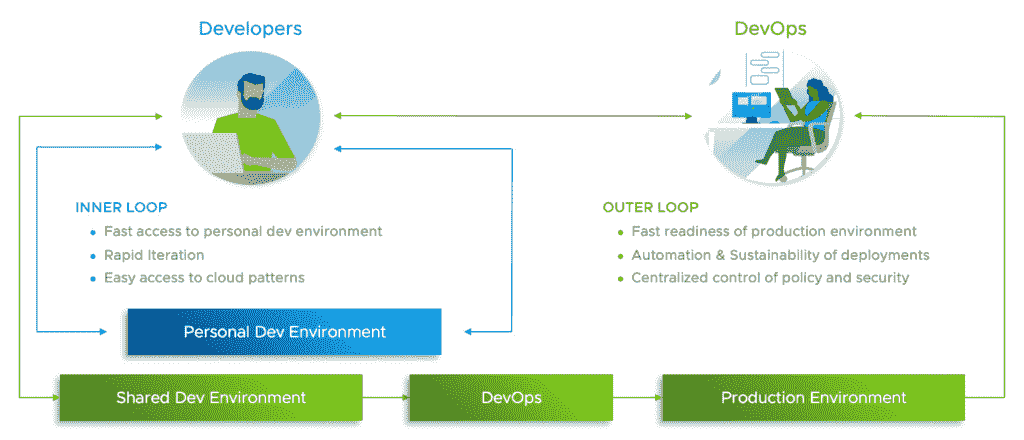 Developers
DevOps
INNER LOOP
Fast access to personal dev environment
Rapid Iteration
Easy access to cloud patterns
OUTER LOOP
Fast readiness of production environment
Automation & Sustainability of deployments
Centralized control of policy and security
Personal Dev Environment
Shared Dev Environment
DevOps
Production Environment